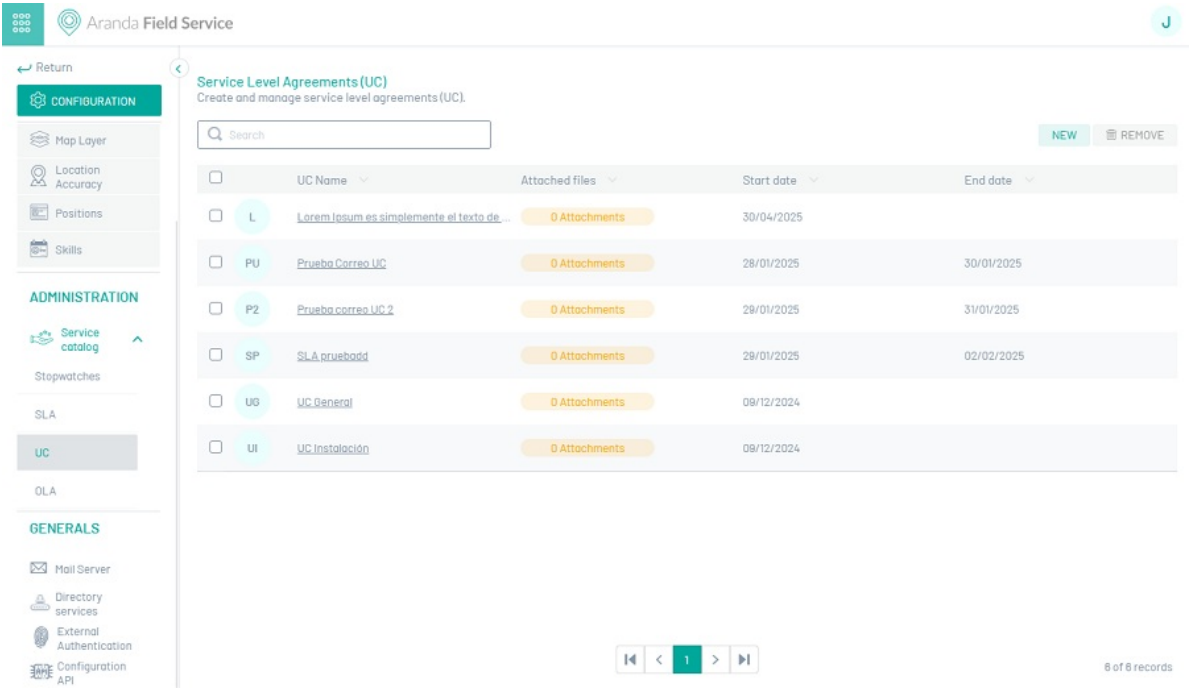 Aranda Field Service
J
Return
CONFIGURATION
Map Layer
Location
Accuracy
Positions
Skills
ADMINISTRATION
Service
catalog
Stopwatches
SLA
UC
OLA
GENERALS
Mail Server
Directory
services
External
Authentication
API
Configuration
API
Service Level Agreements (UC)
Create and manage service level agreements (UC).
Search
NEW REMOVE
UC Name Attached files Start date End date
L Lorem Ipsum es simplemente el texto de ... 0 Attachments 30/04/2025
PU Prueba Correo UC 0 Attachments 28/01/2025 30/01/2025
P2 Prueba correo UC 2 0 Attachments 29/01/2025 31/01/2025
SP SLA pruebadd 0 Attachments 29/01/2025 02/02/2025
UG UC General 0 Attachments 09/12/2024
UI UC Instalación 0 Attachments 09/12/2024
1
6 of 6 records